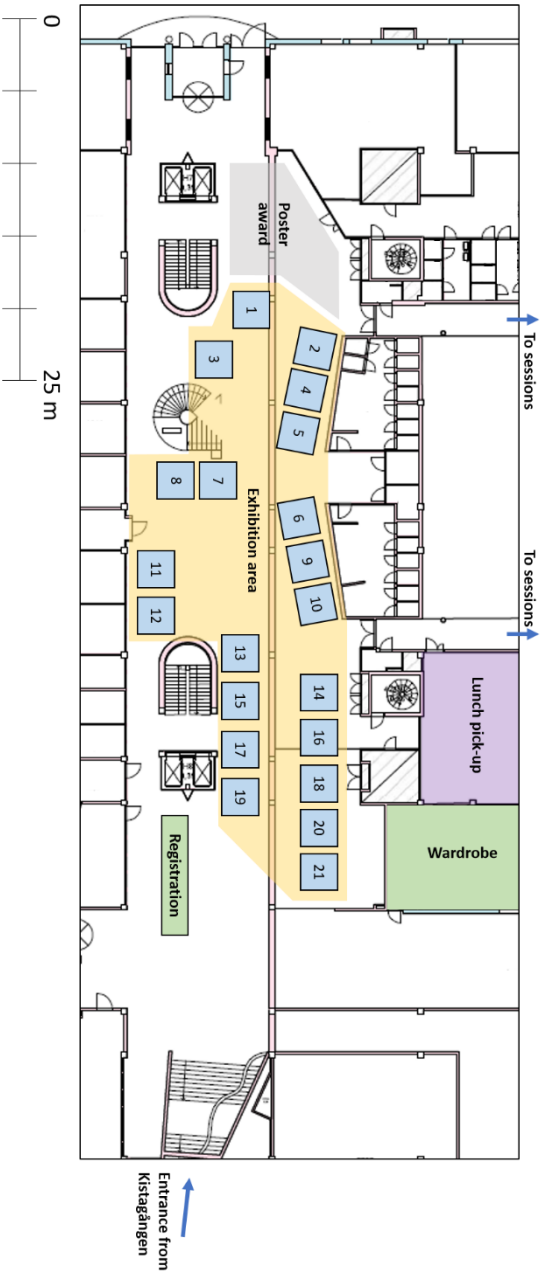 0
25 m
Poster
award
To sessions
To sessions
1
2
3
4
5
6
7
8
9
10
11
12
13
14
15
16
17
18
19
20
21
Exhibition area
Lunch pick-up
Wardrobe
Registration
Entrance from
Kistagången